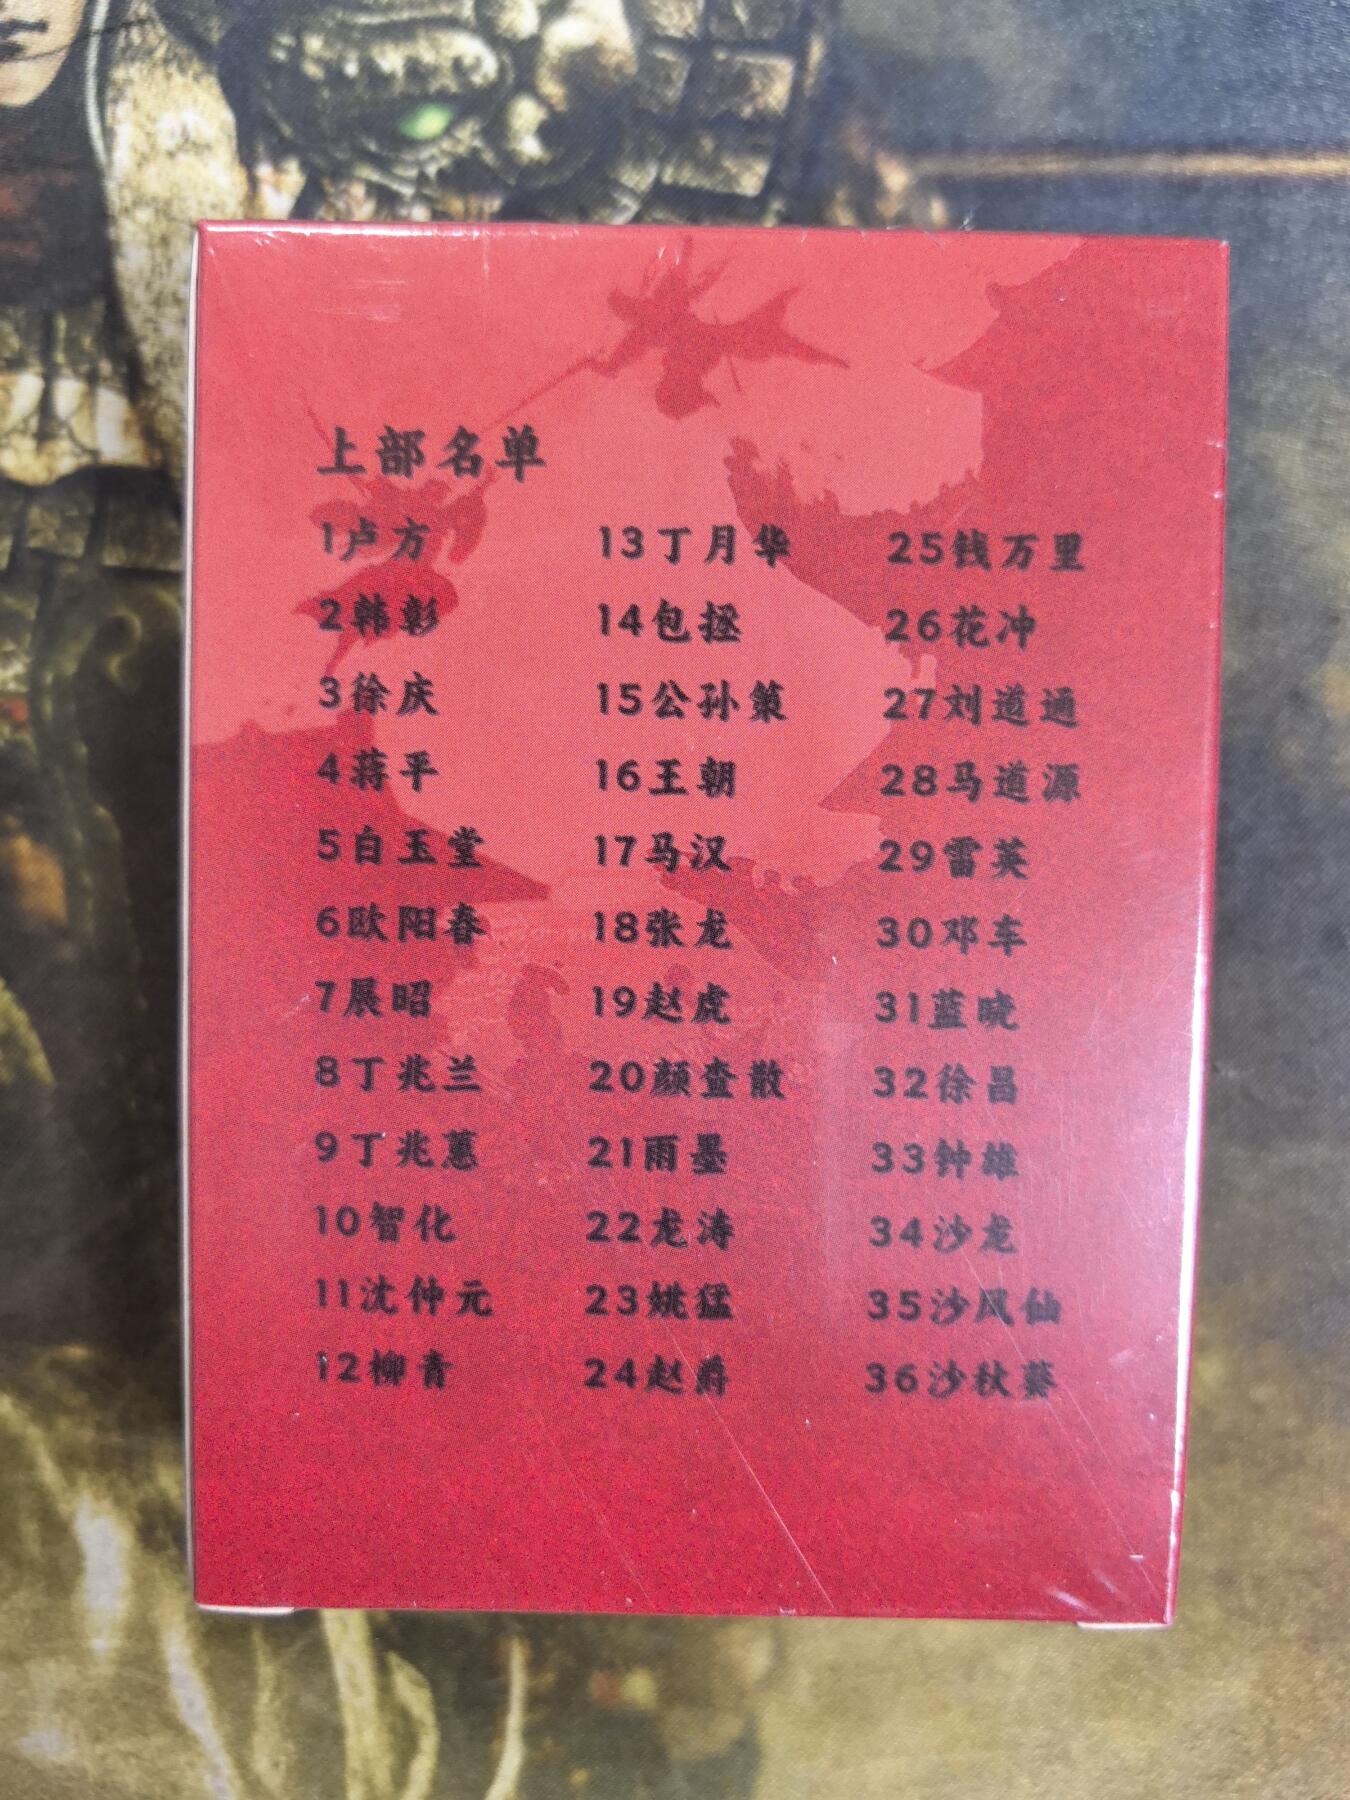 上部名单
1卢方
2韩彰
3徐庆
4蒋平
5白玉堂
6欧阳春
7展昭
8丁兆兰
9丁兆蕙
10智化
11沈仲元
12柳青
13丁月华
14包拯
15公孙策
16王朝
17马汉
18张龙
19赵虎
20颜查散
21雨墨
22龙涛
23姚猛
24赵爵
25钱万里
26花冲
27刘道通
28马道源
29雷英
30邓车
31蓝晓
32徐昌
33钟雄
34沙龙
35沙凤仙
36沙秋葵